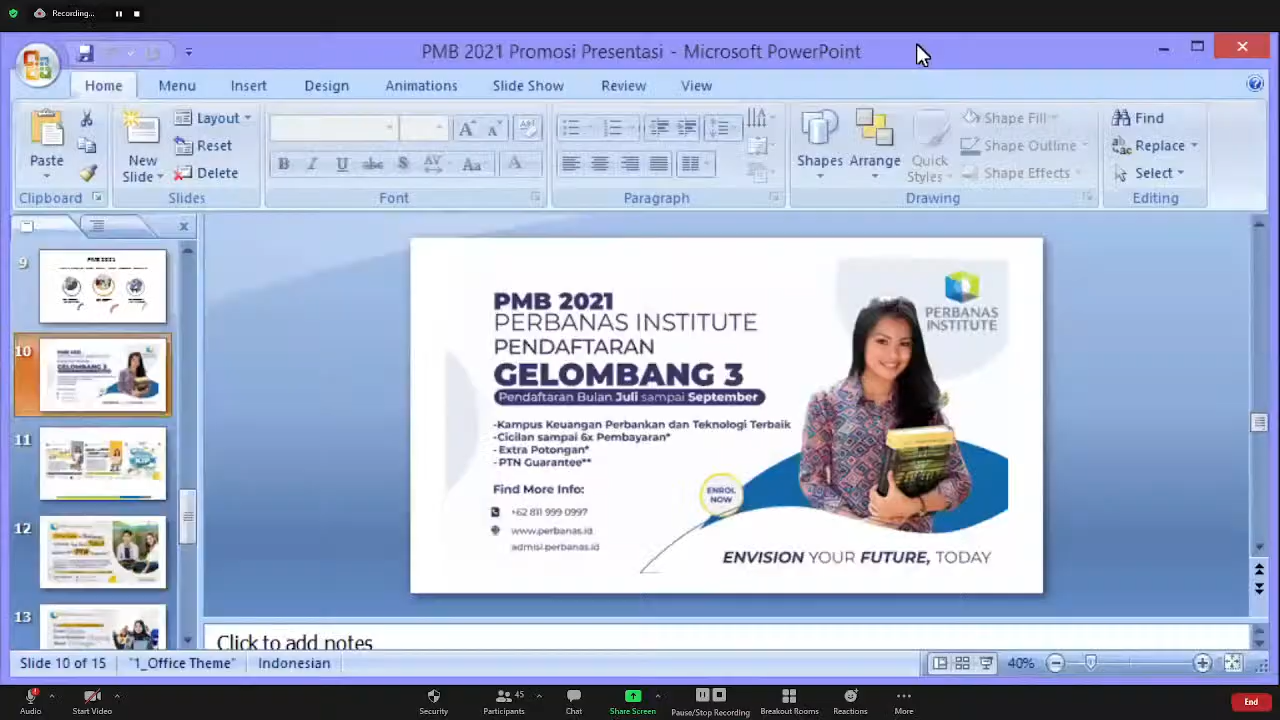 Recording...
PMB 2021 Promosi Presentasi - Microsoft PowerPoint
Home Menu Insert Design Animations Slide Show Review View
Paste
New Slide
Layout
Reset
Delete
Shapes
Arrange
Quick Styles
Shape Fill
Shape Outline
Shape Effects
Find
Replace
Select
Clipboard Slides Font Paragraph Drawing Editing
9
PMB 2021
10
11
12
13
PERBANAS
INSTITUTE
PMB 2021
PERBANAS INSTITUTE
PENDAFTARAN
GELOMBANG 3
Pendaftaran Bulan Juli sampai September
-Kampus Keuangan Perbankan dan Teknologi Terbaik
-Cicilan sampai 6x Pembayaran*
- Extra Potongan*
- PTN Guarantee**
Find More Info:
+62 811 999 0997
www.perbanas.id
admisi.perbanas.id
ENROL
NOW
ENVISION YOUR FUTURE, TODAY
Click to add notes
Slide 10 of 15 "1_Office Theme" Indonesian 40%
Audio Start Video Security Participants 45 Chat Share Screen Pause/Stop Recording Breakout Rooms Reactions More End